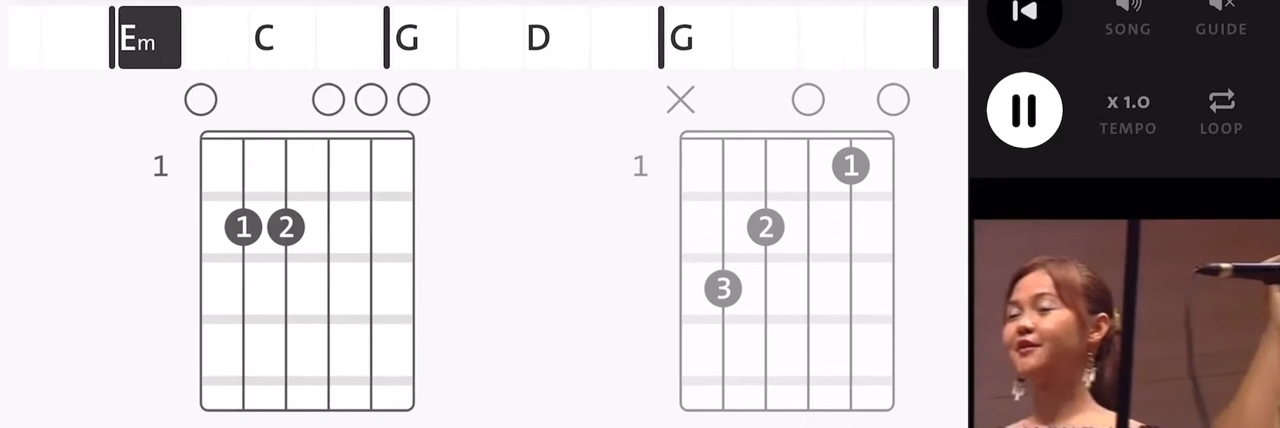 Em C G D G
SONG GUIDE
x 1.0
TEMPO LOOP
1 1
1
1 2 2
3